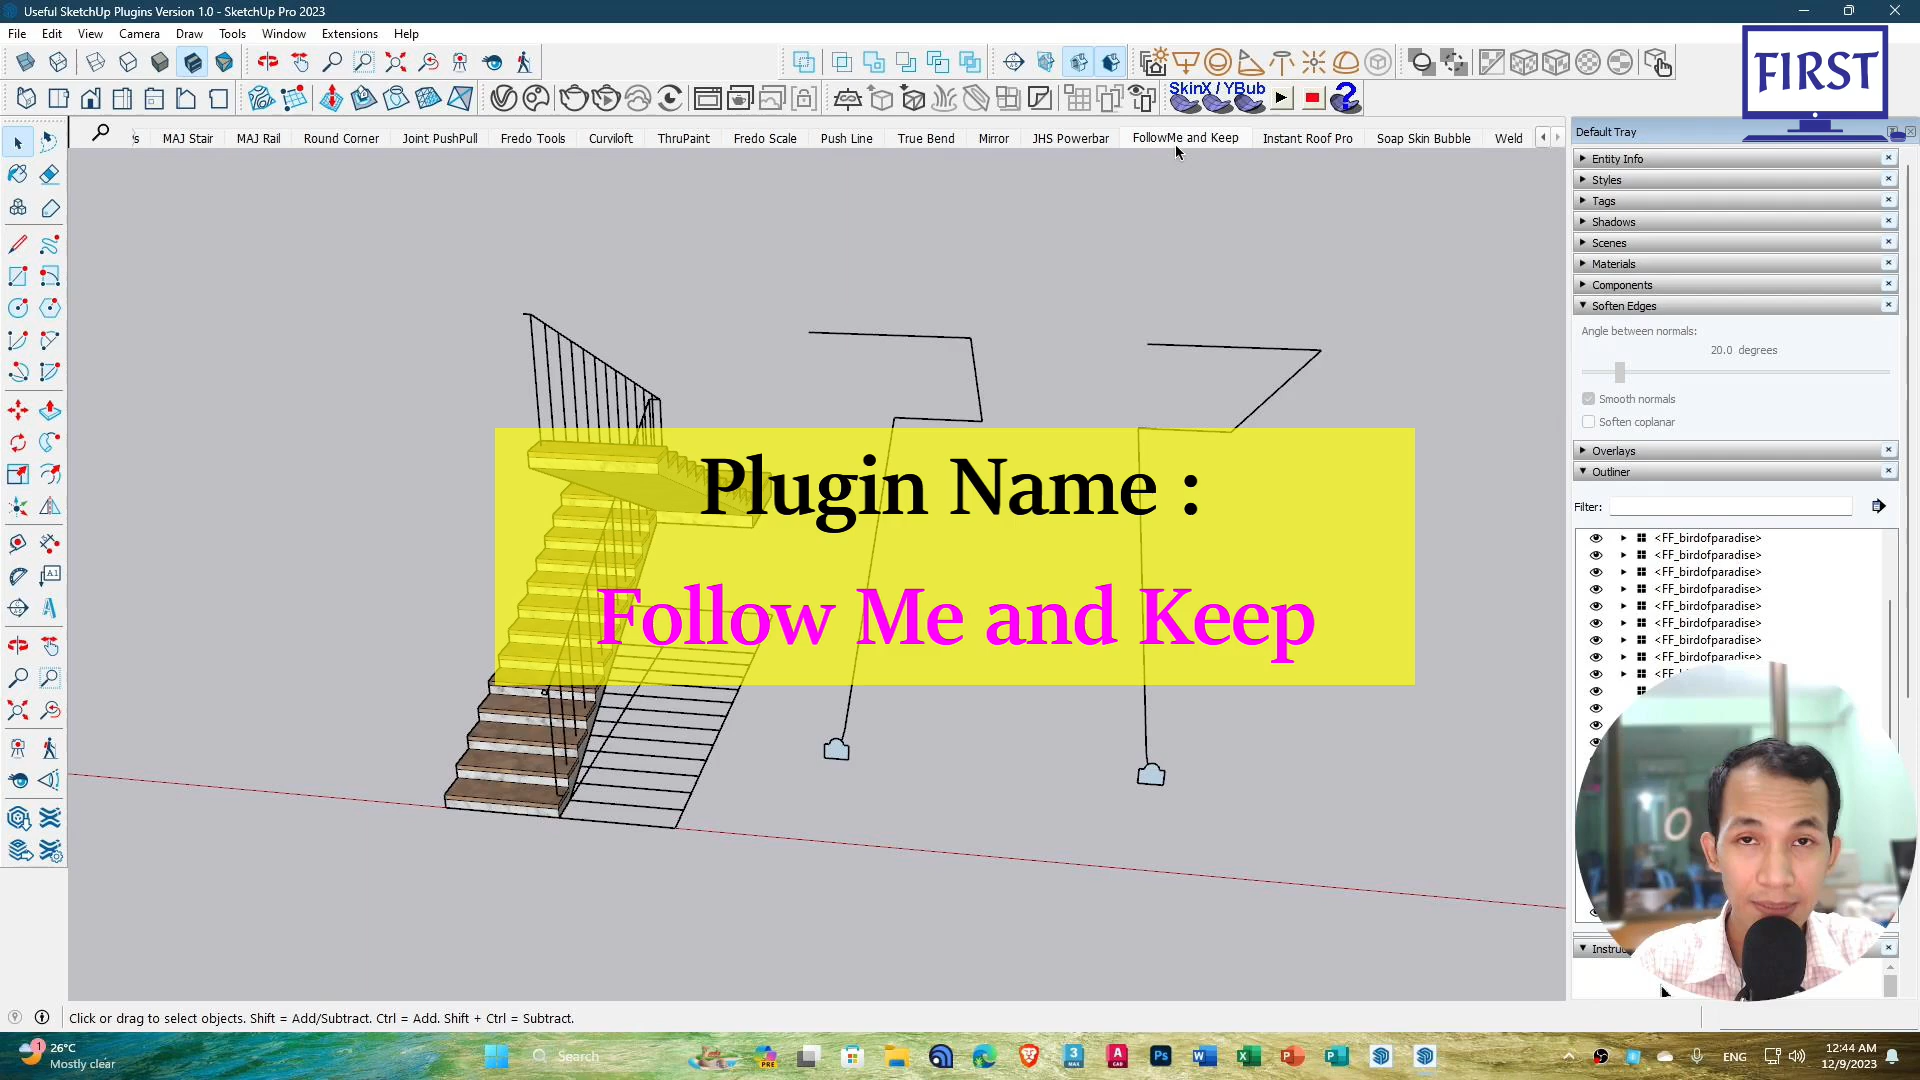 Useful SketchUp Plugins Version 1.0 - SketchUp Pro 2023
File Edit View Camera Draw Tools Window Extensions Help
FIRST
SkinX / YBub
?
s MAJ Stair MAJ Rail Round Corner Joint PushPull Fredo Tools Curviloft ThruPaint Fredo Scale Push Line True Bend Mirror JHS Powerbar FollowMe and Keep Instant Roof Pro Soap Skin Bubble Weld
Default Tray
Entity Info
Styles
Tags
Shadows
Scenes
Materials
Components
Soften Edges
Angle between normals:
20.0 degrees
Smooth normals
Soften coplanar
Overlays
Outliner
Filter:
<FF_birdofparadise>
<FF_birdofparadise>
<FF_birdofparadise>
<FF_birdofparadise>
<FF_birdofparadise>
<FF_birdofparadise>
<FF_birdofparadise>
<FF_birdofparadise>
Plugin Name :
Follow Me and Keep
Click or drag to select objects. Shift = Add/Subtract. Ctrl = Add. Shift + Ctrl = Subtract.
26°C
Mostly clear
Search
ENG
12:44 AM
12/9/2023